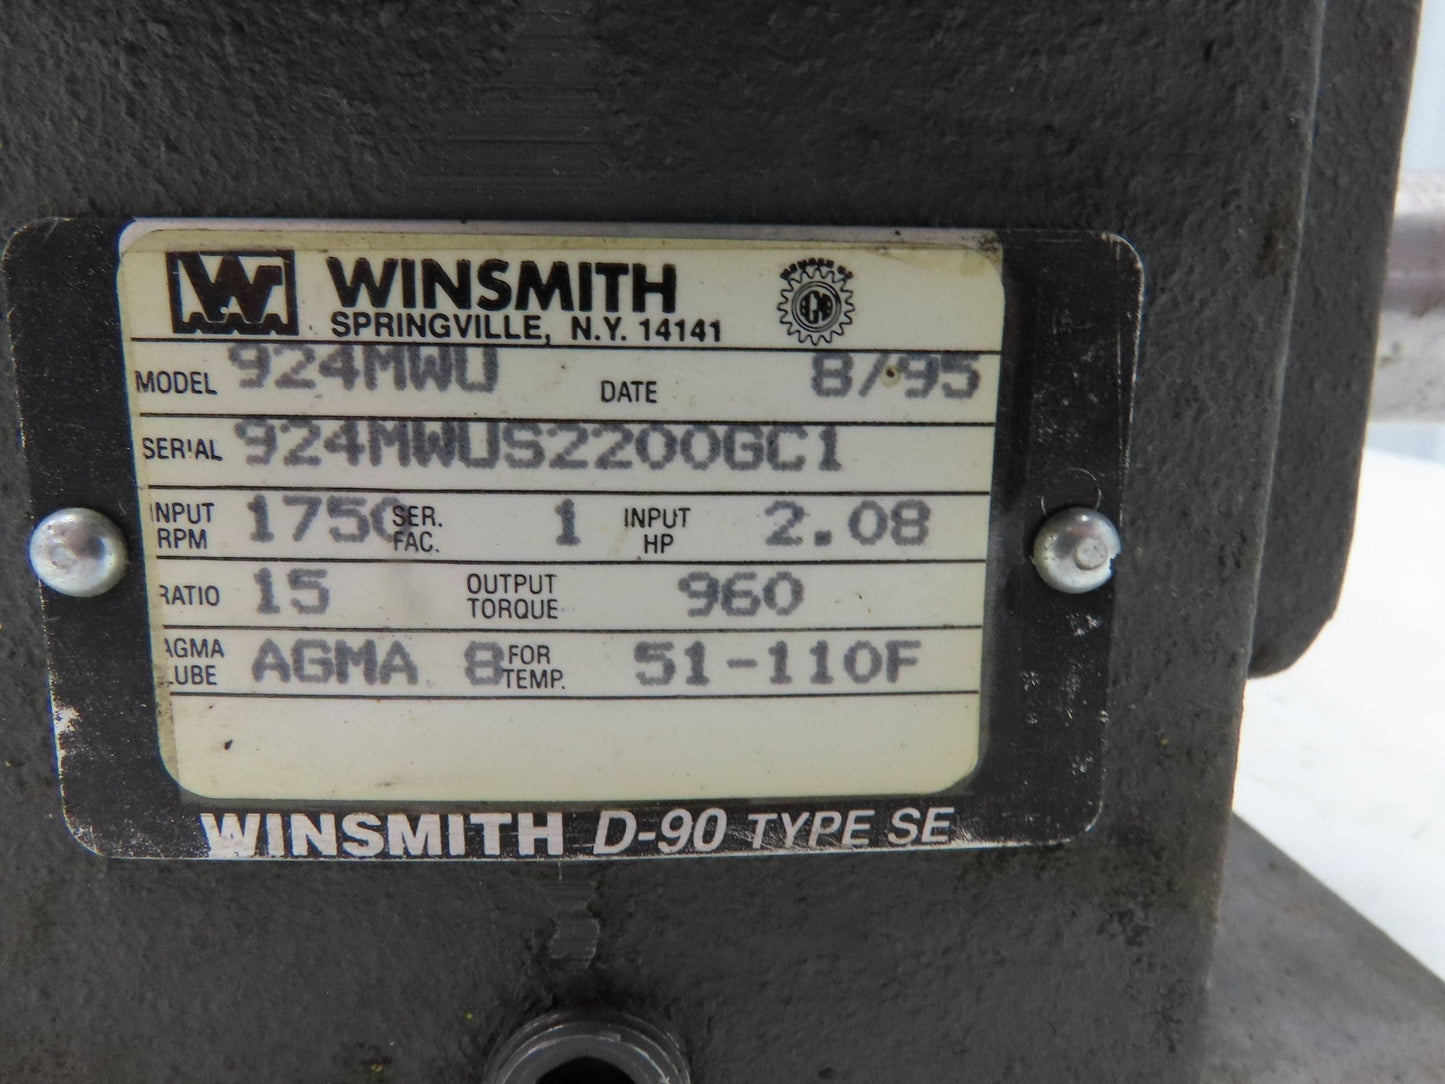 W WINSMITH
SPRINGVILLE, N.Y. 14141
MODEL 924MWU DATE 8/95
SERIAL 924MWUS2200GC1
INPUT RPM 1750 SER. FAC. 1 INPUT HP 2.08
RATIO 15 OUTPUT TORQUE 960
AGMA LUBE AGMA 8 FOR TEMP. 51-110F
WINSMITH D-90 TYPE SE